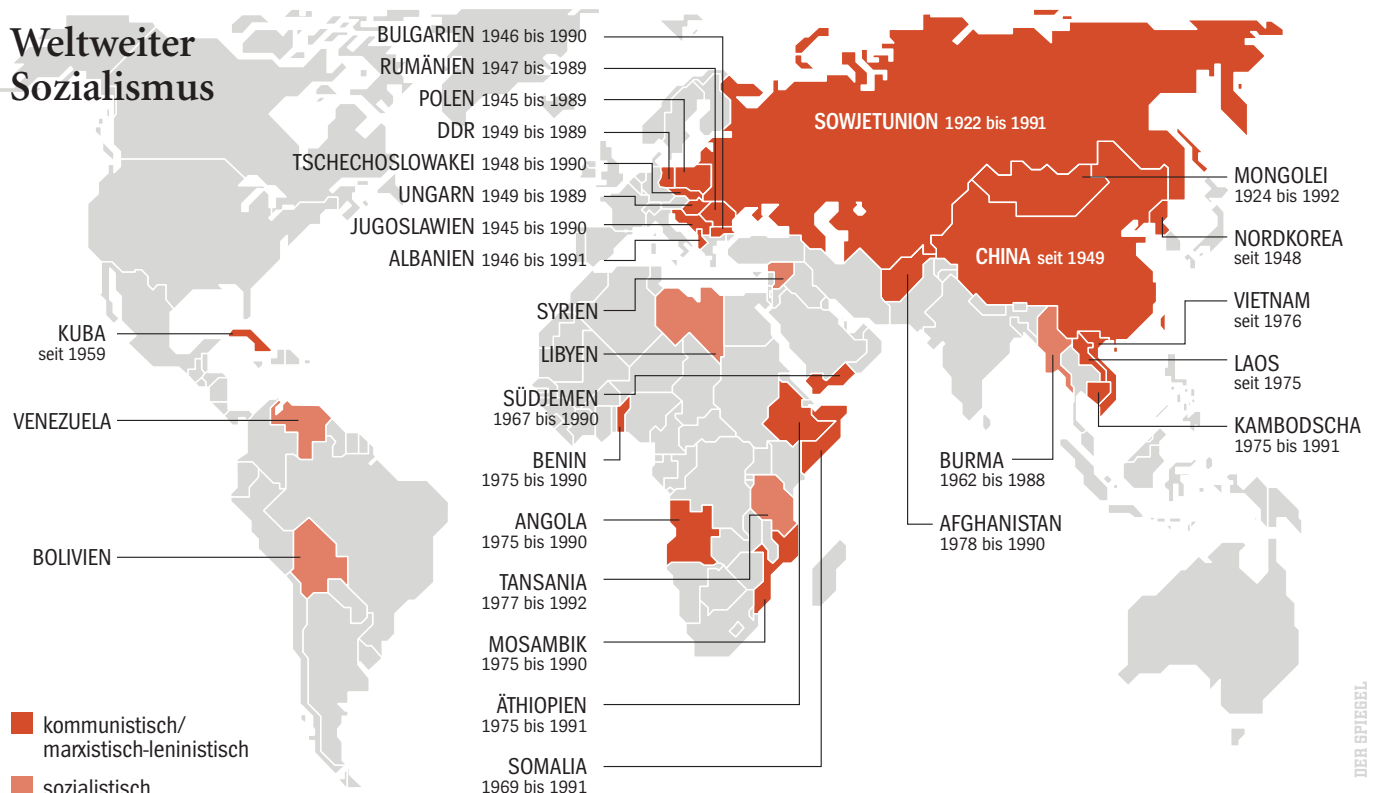 Weltweiter
Sozialismus
BULGARIEN 1946 bis 1990
RUMÄNIEN 1947 bis 1989
POLEN 1945 bis 1989
DDR 1949 bis 1989
TSCHECHOSLOWAKEI 1948 bis 1990
UNGARN 1949 bis 1989
JUGOSLAWIEN 1945 bis 1990
ALBANIEN 1946 bis 1991
SOWJETUNION 1922 bis 1991
CHINA seit 1949
MONGOLEI
1924 bis 1992
NORDKOREA
seit 1948
VIETNAM
seit 1976
LAOS
seit 1975
KAMBODSCHA
1975 bis 1991
KUBA
seit 1959
VENEZUELA
BOLIVIEN
SYRIEN
LIBYEN
SÜDJEMEN
1967 bis 1990
BENIN
1975 bis 1990
ANGOLA
1975 bis 1990
TANSANIA
1977 bis 1992
MOSAMBIK
1975 bis 1990
ÄTHIOPIEN
1975 bis 1991
SOMALIA
1969 bis 1991
BURMA
1962 bis 1988
AFGHANISTAN
1978 bis 1990
kommunistisch/
marxistisch-leninistisch
sozialistisch
DER SPIEGEL